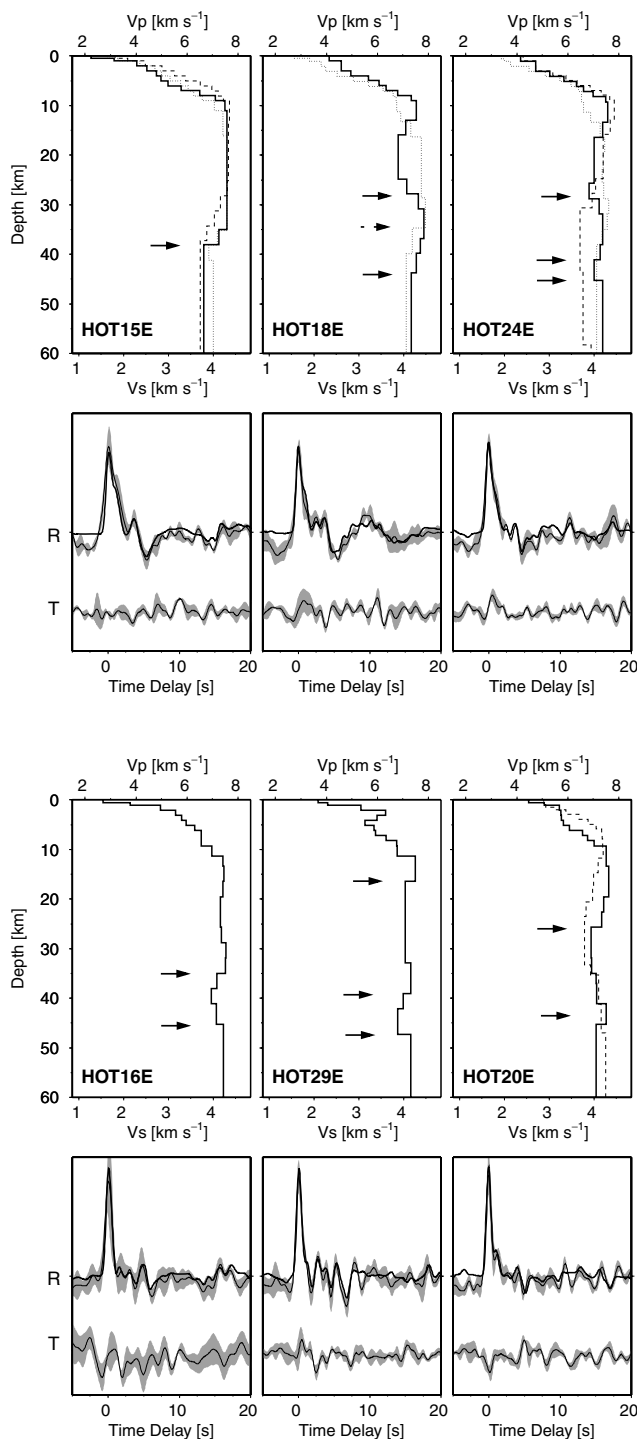 Vp [km s⁻¹] Vp [km s⁻¹] Vp [km s⁻¹]
2 4 6 8 2 4 6 8 2 4 6 8
0
10
20
30
40
50
60
Depth [km]
HOT15E HOT18E HOT24E
1 2 3 4 1 2 3 4 1 2 3 4
Vs [km s⁻¹] Vs [km s⁻¹] Vs [km s⁻¹]
R
T
0 10 20 0 10 20 0 10 20
Time Delay [s] Time Delay [s] Time Delay [s]
Vp [km s⁻¹] Vp [km s⁻¹] Vp [km s⁻¹]
2 4 6 8 2 4 6 8 2 4 6 8
0
10
20
30
40
50
60
Depth [km]
HOT16E HOT29E HOT20E
1 2 3 4 1 2 3 4 1 2 3 4
Vs [km s⁻¹] Vs [km s⁻¹] Vs [km s⁻¹]
R
T
0 10 20 0 10 20 0 10 20
Time Delay [s] Time Delay [s] Time Delay [s]